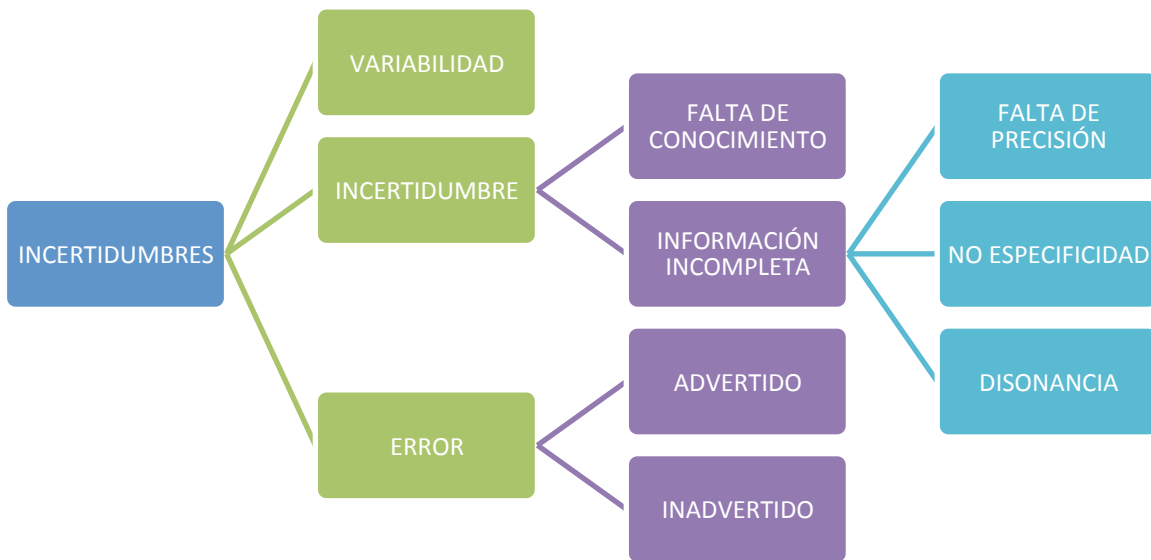 INCERTIDUMBRES
VARIABILIDAD
INCERTIDUMBRE
ERROR
FALTA DE
CONOCIMIENTO
INFORMACIÓN
INCOMPLETA
ADVERTIDO
INADVERTIDO
FALTA DE
PRECISIÓN
NO ESPECIFICIDAD
DISONANCIA